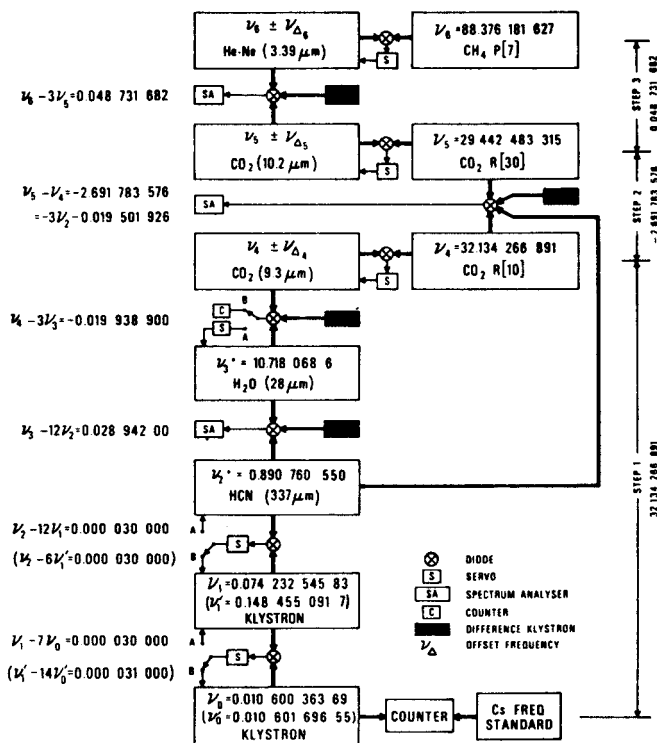 ν6 ± νΔ6
He-Ne (3.39 μm)
S
ν6 = 88.376 181 627
CH4 P[7]
ν6 − 3ν5 = 0.048 731 682
SA
ν5 ± νΔ5
CO2 (10.2 μm)
S
ν5 = 29 442 483 315
CO2 R[30]
ν5 − ν4 = −2 691 783 576
= −3ν2 − 0.019 501 926
SA
ν4 ± νΔ4
CO2 (9.3 μm)
S
ν4 = 32.134 266 891
CO2 R[10]
ν4 − 3ν3 = −0.019 938 900
C
B
S
A
ν3* = 10.718 068 6
H2O (28 μm)
ν3 − 12ν2 = 0.028 942 00
SA
ν2* = 0.890 760 550
HCN (337 μm)
ν2 − 12ν1 = 0.000 030 000
A
(ν2 − 6ν1′ = 0.000 030 000)
B
S
ν1 = 0.074 232 545 83
(ν1′ = 0.148 455 091 7)
KLYSTRON
ν1 − 7ν0 = 0.000 030 000
A
(ν1′ − 14ν0′ = 0.000 031 000)
B
S
ν0 = 0.010 600 363 69
(ν0′ = 0.010 601 696 55)
KLYSTRON
COUNTER
Cs FREQ
STANDARD
DIODE
S
SERVO
SA
SPECTRUM ANALYSER
C
COUNTER
DIFFERENCE KLYSTRON
νΔ
OFFSET FREQUENCY
STEP 3
0.048 731 682
STEP 2
−2.691 783 576
STEP 1
32 134 266 891